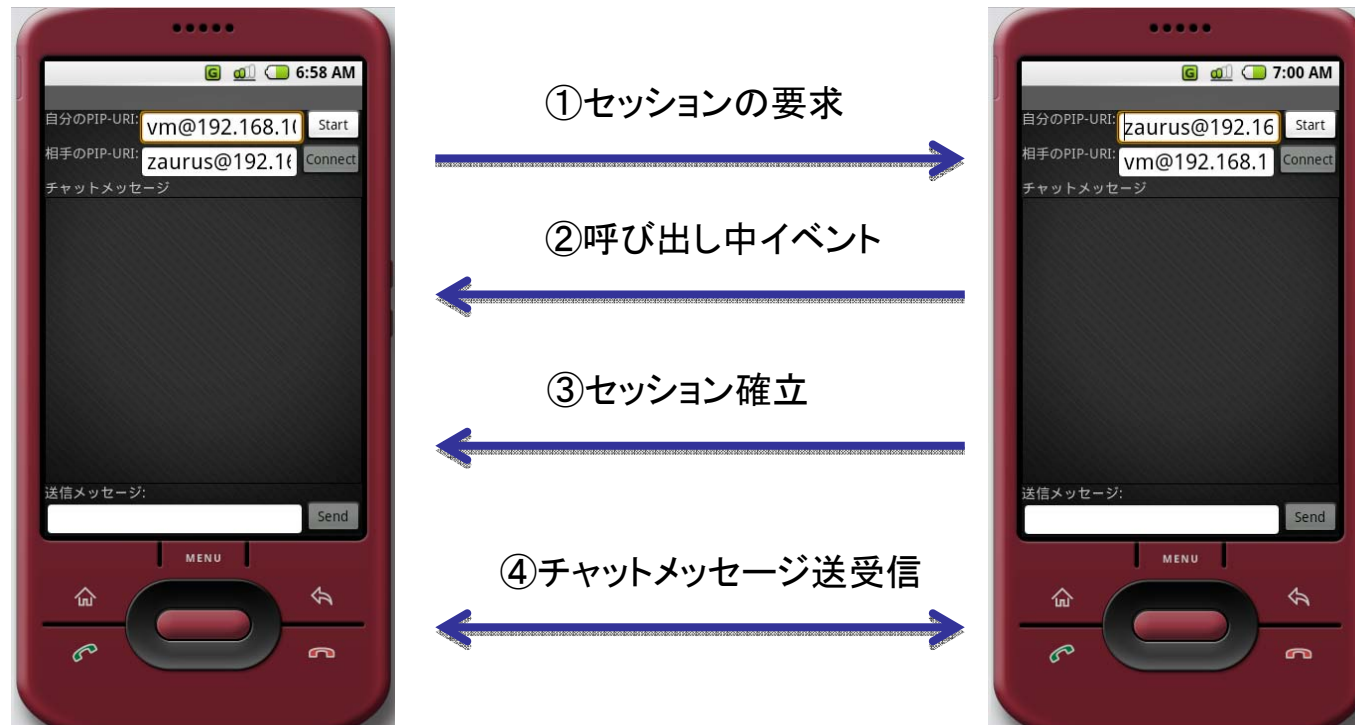 6:58 AM
自分のPIP-URI: vm@192.168.1( Start
相手のPIP-URI: zaurus@192.1 Connect
チャットメッセージ
送信メッセージ:
Send
MENU
①セッションの要求
②呼び出し中イベント
③セッション確立
④チャットメッセージ送受信
7:00 AM
自分のPIP-URI: zaurus@192.16 Start
相手のPIP-URI: vm@192.168.1 Connect
チャットメッセージ
送信メッセージ:
Send
MENU